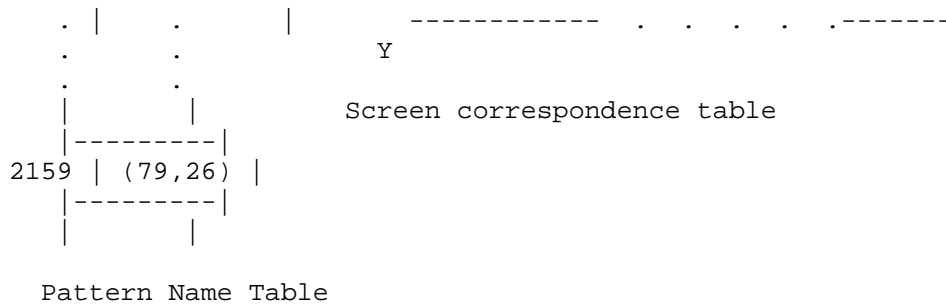 . |     .       |       ------------ . . . . .-------
.       .               Y
.       .
|       |         Screen correspondence table
|---------|
2159 | (79,26) |
|---------|
|       |
Pattern Name Table